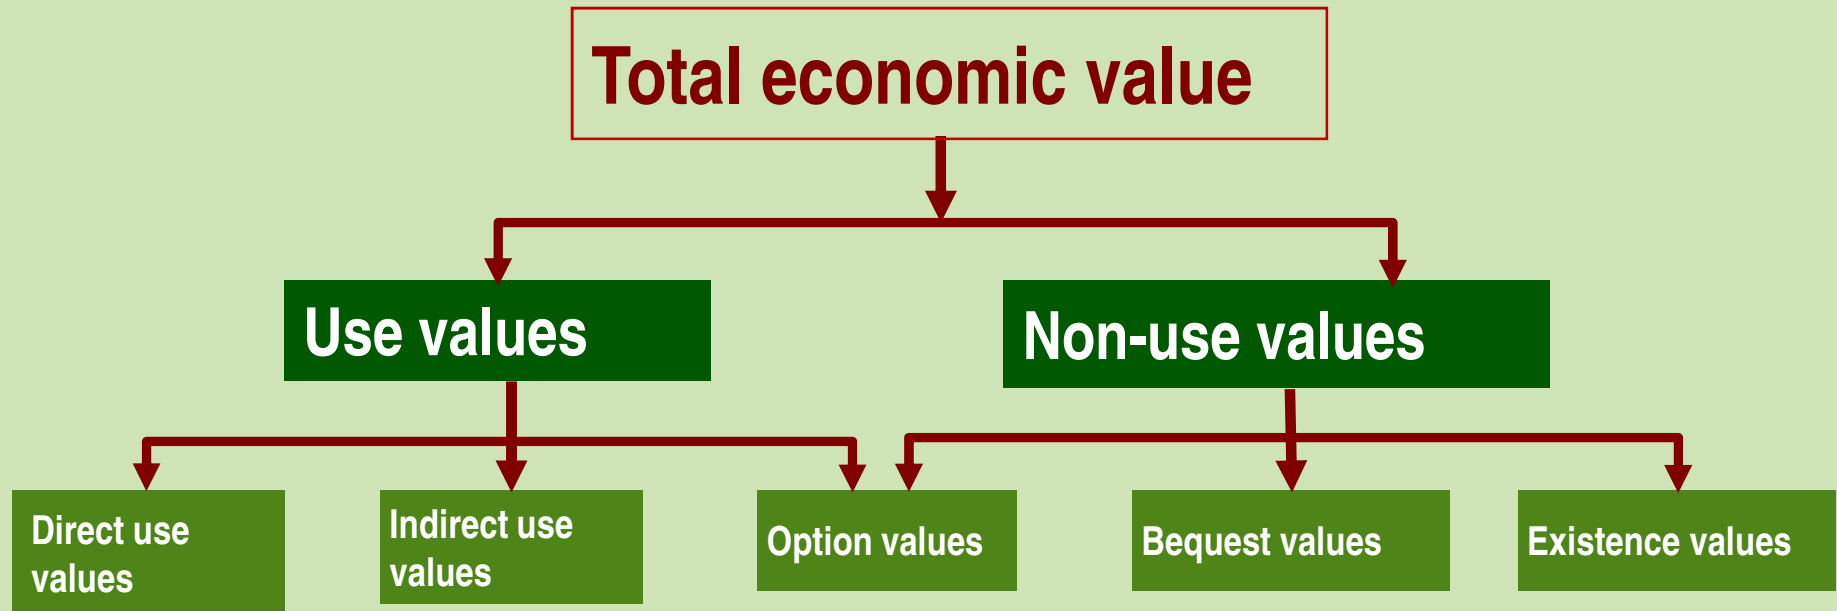 Total economic value
Use values
Non-use values
Direct use
values
Indirect use
values
Option values
Bequest values
Existence values